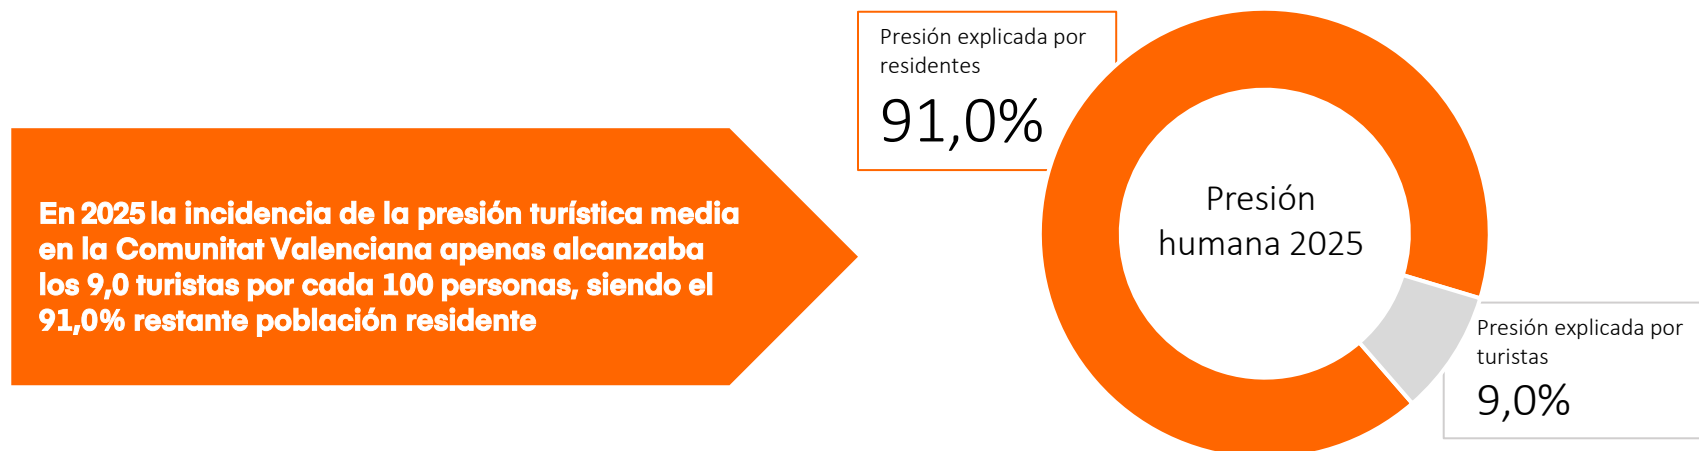 En 2025 la incidencia de la presión turística media
en la Comunitat Valenciana apenas alcanzaba
los 9,0 turistas por cada 100 personas, siendo el
91,0% restante población residente
Presión explicada por
residentes
91,0%
Presión
humana 2025
Presión explicada por
turistas
9,0%